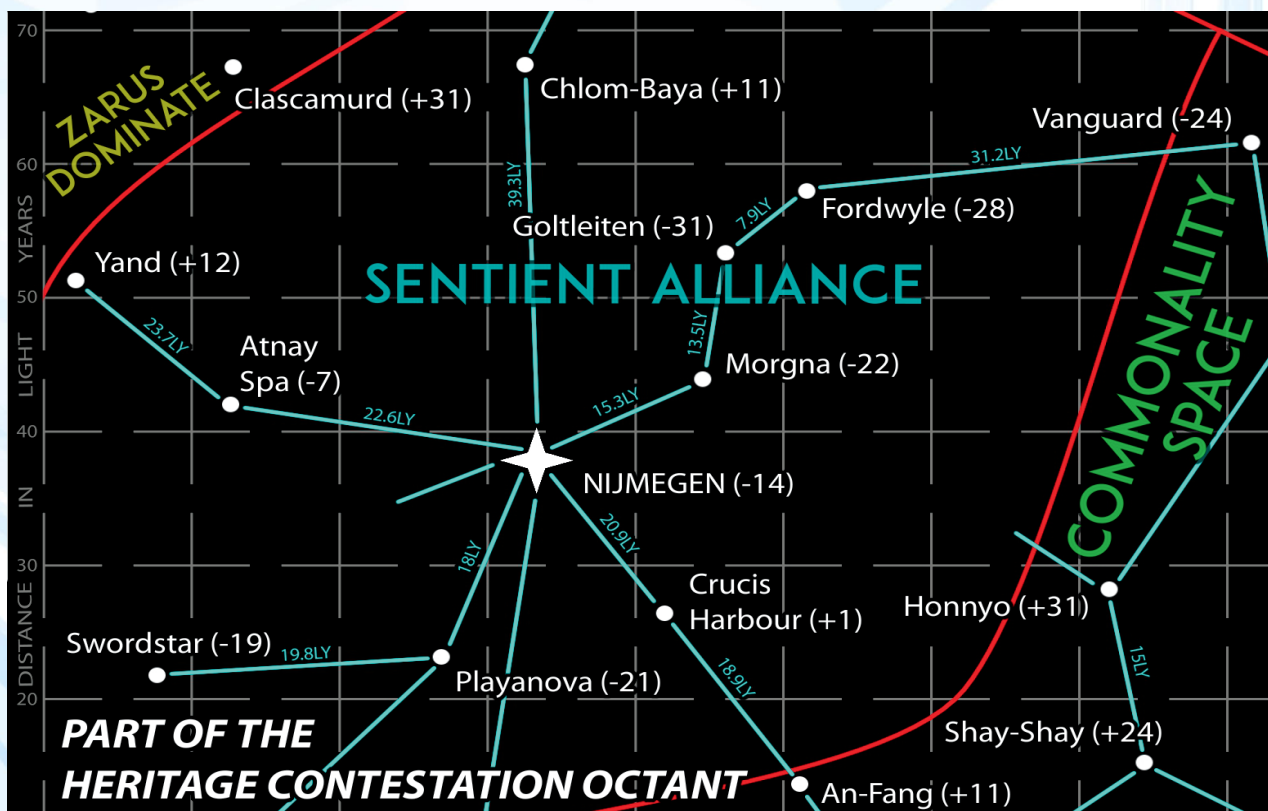 70
ZARUS
DOMINATE
Clascamurd (+31)
Chlom-Baya (+11)
Vanguard (-24)
60
39.3LY
31.2LY
7.9LY
Fordwyle (-28)
Goltleiten (-31)
Yand (+12)
SENTIENT ALLIANCE
COMMONALITY
SPACE
50
23.7LY
Atnay
Spa (-7)
13.5LY
Morgna (-22)
22.6LY
15.3LY
40
NIJMEGEN (-14)
20.9LY
18LY
30
Crucis
Harbour (+1)
Honnyo (+31)
Swordstar (-19)
19.8LY
Playanova (-21)
18.9LY
15LY
20
Shay-Shay (+24)
An-Fang (+11)
DISTANCE IN LIGHT YEARS
PART OF THE
HERITAGE CONTESTATION OCTANT